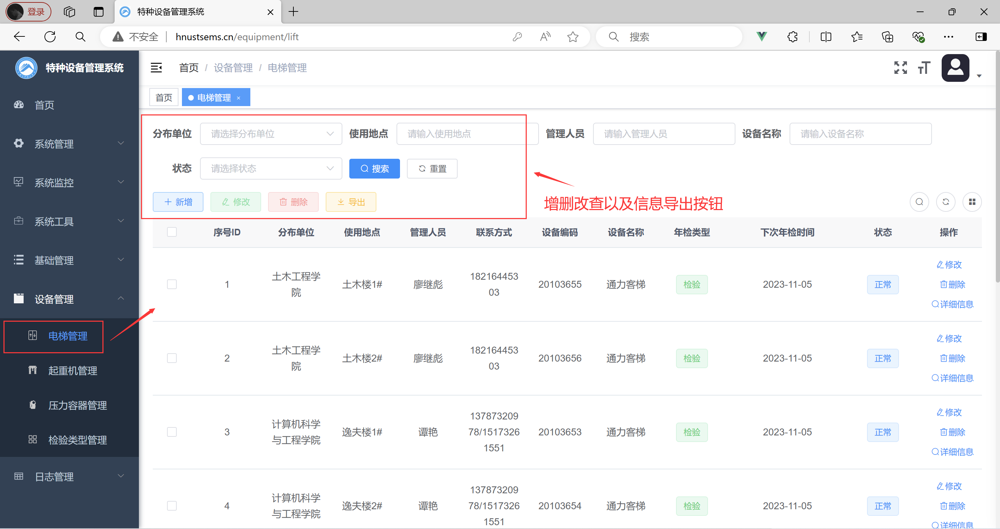 登录
特种设备管理系统
不安全
hnustsems.cn/equipment/lift
搜索
特种设备管理系统
首页 / 设备管理 / 电梯管理
首页
电梯管理 ×
首页
系统管理
系统监控
系统工具
基础管理
设备管理
电梯管理
起重机管理
压力容器管理
检验类型管理
日志管理
分布单位 请选择分布单位 使用地点 请输入使用地点 管理人员 请输入管理人员 设备名称 请输入设备名称
状态 请选择状态 搜索 重置
新增 修改 删除 导出
增删改查以及信息导出按钮
序号ID 分布单位 使用地点 管理人员 联系方式 设备编码 设备名称 年检类型 下次年检时间 状态 操作
1
土木工程学
院
土木楼1#
廖继彪
182164453
03
20103655
通力客梯
检验
2023-11-05
正常
修改
删除
详细信息
2
土木工程学
院
土木楼2#
廖继彪
182164453
03
20103656
通力客梯
检验
2023-11-05
正常
修改
删除
详细信息
3
计算机科学
与工程学院
逸夫楼1#
谭艳
137873209
78/1517326
1551
20103653
通力客梯
检验
2023-11-05
正常
修改
删除
详细信息
4
计算机科学
与工程学院
逸夫楼2#
谭艳
137873209
78/1517326
1551
20103654
通力客梯
检验
2023-11-05
正常
修改
删除
详细信息